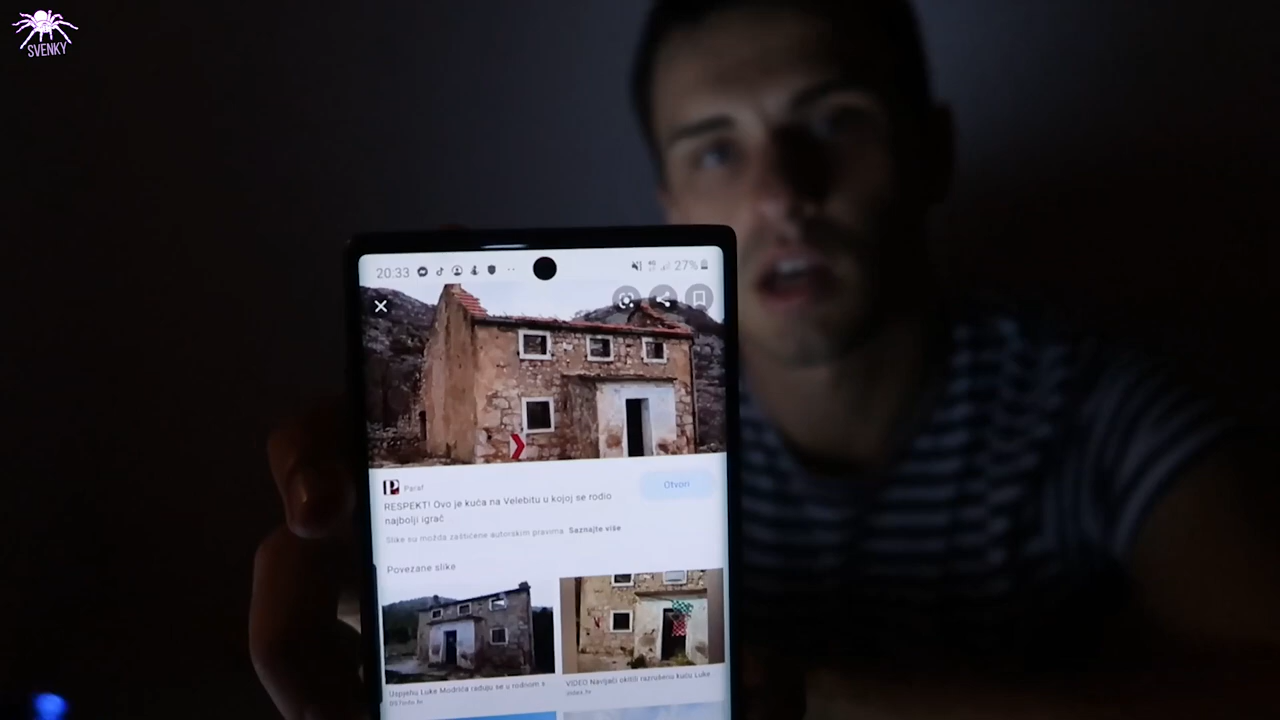 SVENKY
20:33
27%
Paraf
Otvori
RESPEKT! Ovo je kuća na Velebitu u kojoj se rodio
najbolji igrač
Slike su možda zaštićene autorskim pravima. Saznajte više
Povezane slike
Uspjehu Luke Modrića raduju se u rodnom s
VIDEO Navijači okitili razrušenu kuću Luke
index.hr